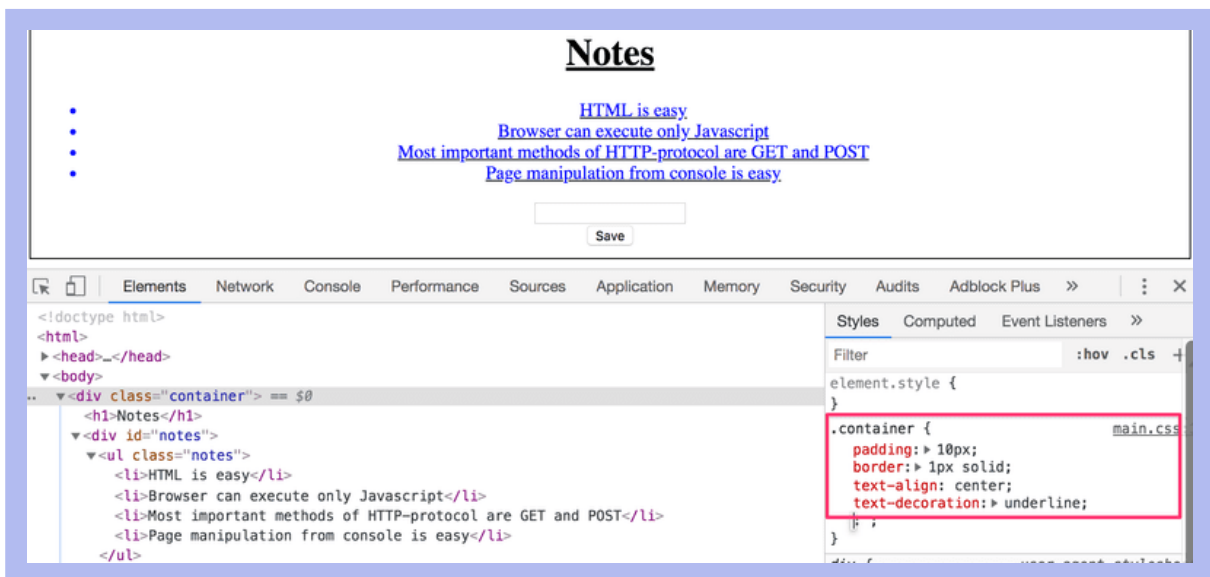 Notes
• HTML is easy
• Browser can execute only Javascript
• Most important methods of HTTP-protocol are GET and POST
• Page manipulation from console is easy
Save
Elements Network Console Performance Sources Application Memory Security Audits Adblock Plus »
<!doctype html>
<html>
▶<head>…</head>
▼<body>
.. ▼<div class="container"> == $0
<h1>Notes</h1>
▼<div id="notes">
▼<ul class="notes">
<li>HTML is easy</li>
<li>Browser can execute only Javascript</li>
<li>Most important methods of HTTP-protocol are GET and POST</li>
<li>Page manipulation from console is easy</li>
</ul>
Styles Computed Event Listeners »
Filter :hov .cls +
element.style {
}
.container { main.css:
padding:▶ 10px;
border:▶ 1px solid;
text-align: center;
text-decoration:▶ underline;
: ;
}